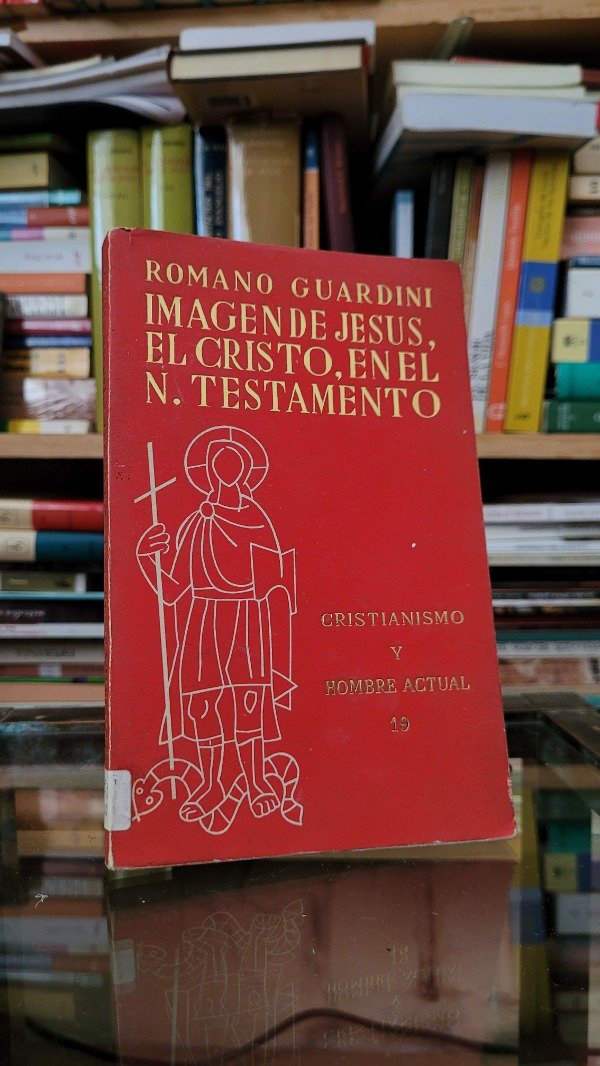 ROMANO GUARDINI
IMAGEN DE JESUS,
EL CRISTO, EN EL
N. TESTAMENTO
CRISTIANISMO
Y
HOMBRE ACTUAL
19